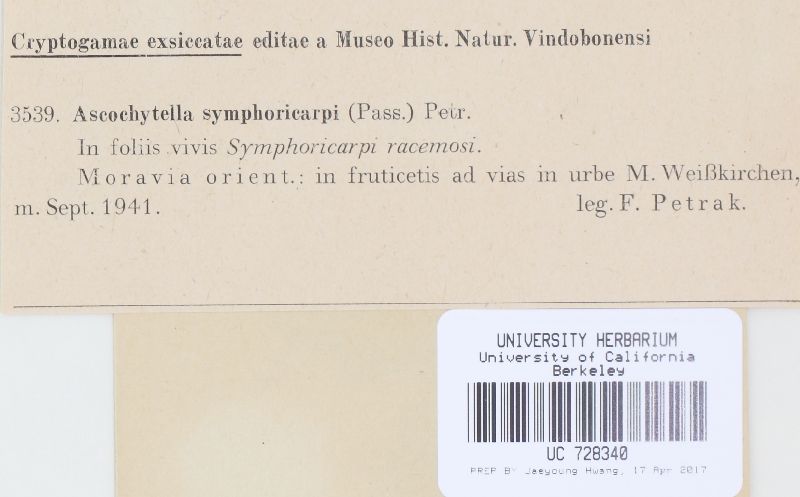 Cryptogamae exsiccatae editae a Museo Hist. Natur. Vindobonensi
3539. Ascochytella symphoricarpi (Pass.) Petr.
In foliis vivis Symphoricarpi racemosi.
Moravia orient.: in fruticetis ad vias in urbe M. Weißkirchen,
m. Sept. 1941. leg. F. Petrak.
UNIVERSITY HERBARIUM
University of California
Berkeley
UC 728340
PREP BY Jaeyoung Hwang, 17 Apr 2017